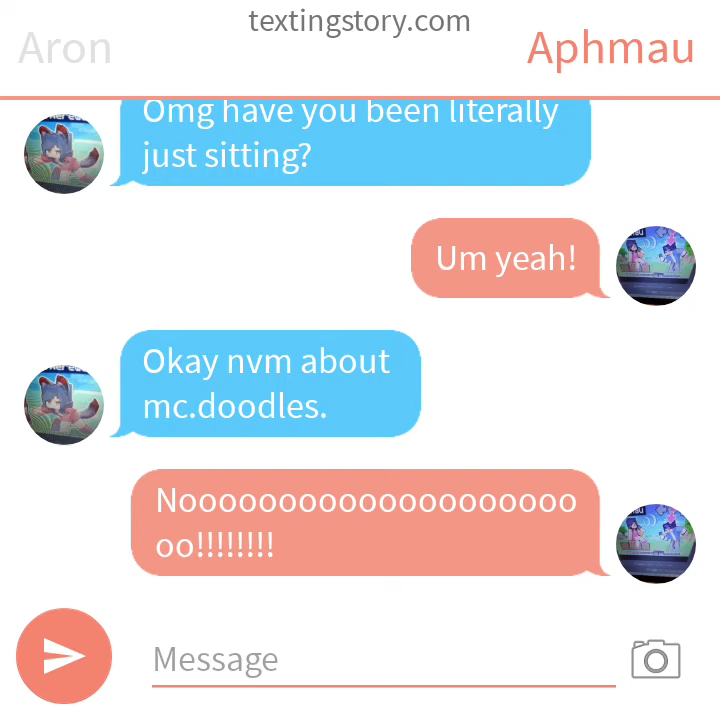 textingstory.com
Aron
Aphmau
Omg have you been literally
just sitting?
Um yeah!
Okay nvm about
mc.doodles.
Noooooooooooooooooooo
oo!!!!!!!!
Message